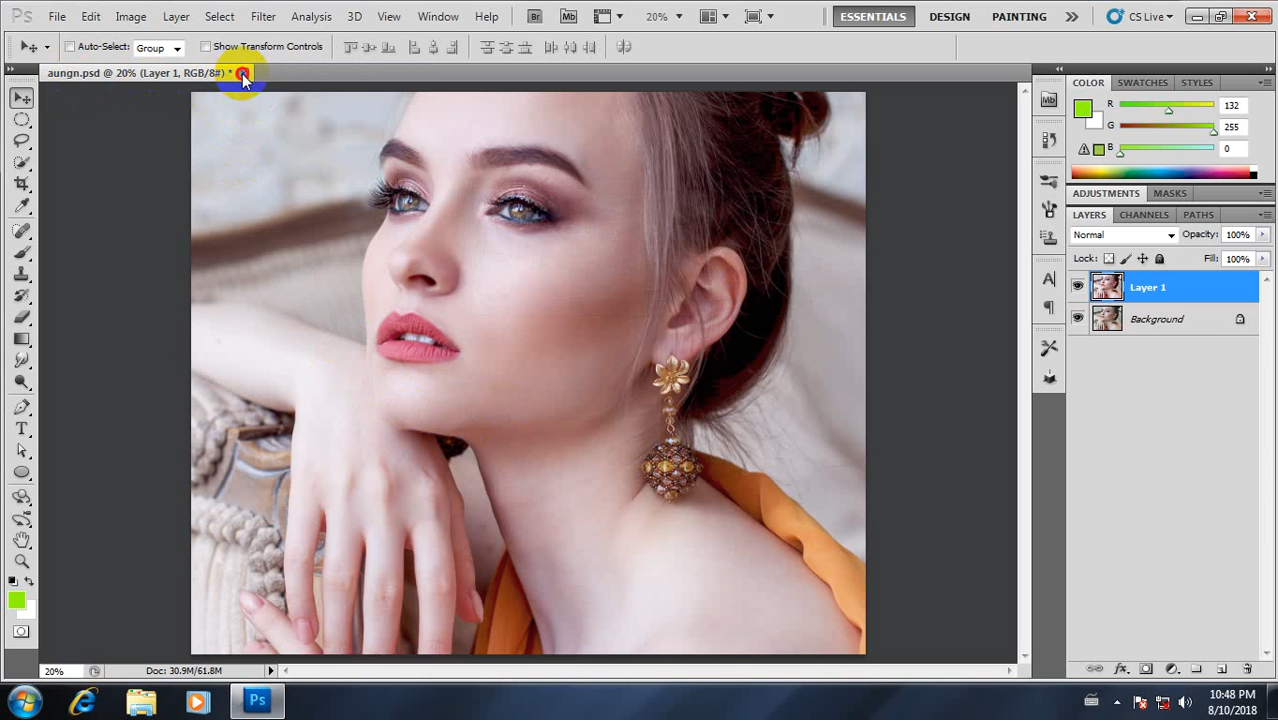 Ps File Edit Image Layer Select Filter Analysis 3D View Window Help Br Mb 20% ESSENTIALS DESIGN PAINTING CS Live
Auto-Select: Group Show Transform Controls
aungn.psd @ 20% (Layer 1, RGB/8#) *
COLOR SWATCHES STYLES
R 132
G 255
B 0
ADJUSTMENTS MASKS
LAYERS CHANNELS PATHS
Normal Opacity: 100%
Lock: Fill: 100%
Layer 1
Background
20% Doc: 30.9M/61.8M
Ps
10:48 PM
8/10/2018